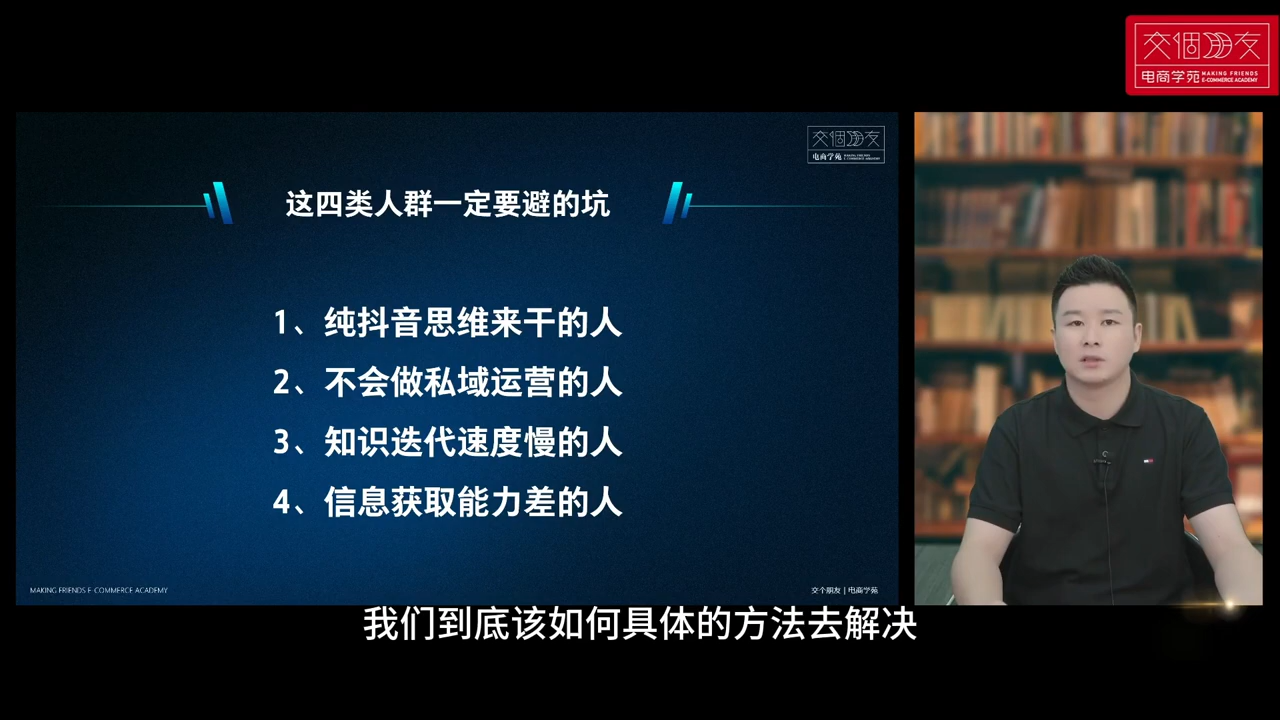 交個朋友
电商学苑 MAKING FRIENDS E-COMMERCE ACADEMY
交個朋友
电商学苑 MAKING FRIENDS E-COMMERCE ACADEMY
这四类人群一定要避的坑
1、纯抖音思维来干的人
2、不会做私域运营的人
3、知识迭代速度慢的人
4、信息获取能力差的人
MAKING FRIENDS E-COMMERCE ACADEMY
交个朋友 | 电商学苑
我们到底该如何具体的方法去解决